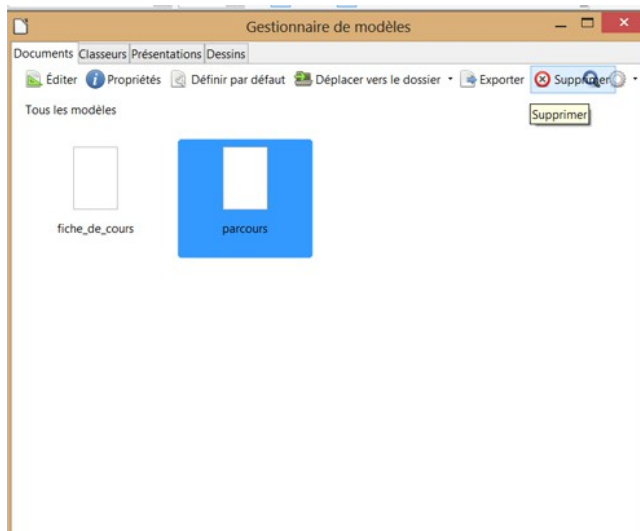 Gestionnaire de modèles
Documents Classeurs Présentations Dessins
Éditer Propriétés Définir par défaut Déplacer vers le dossier Exporter Supprimer
Tous les modèles
Supprimer
fiche_de_cours parcours